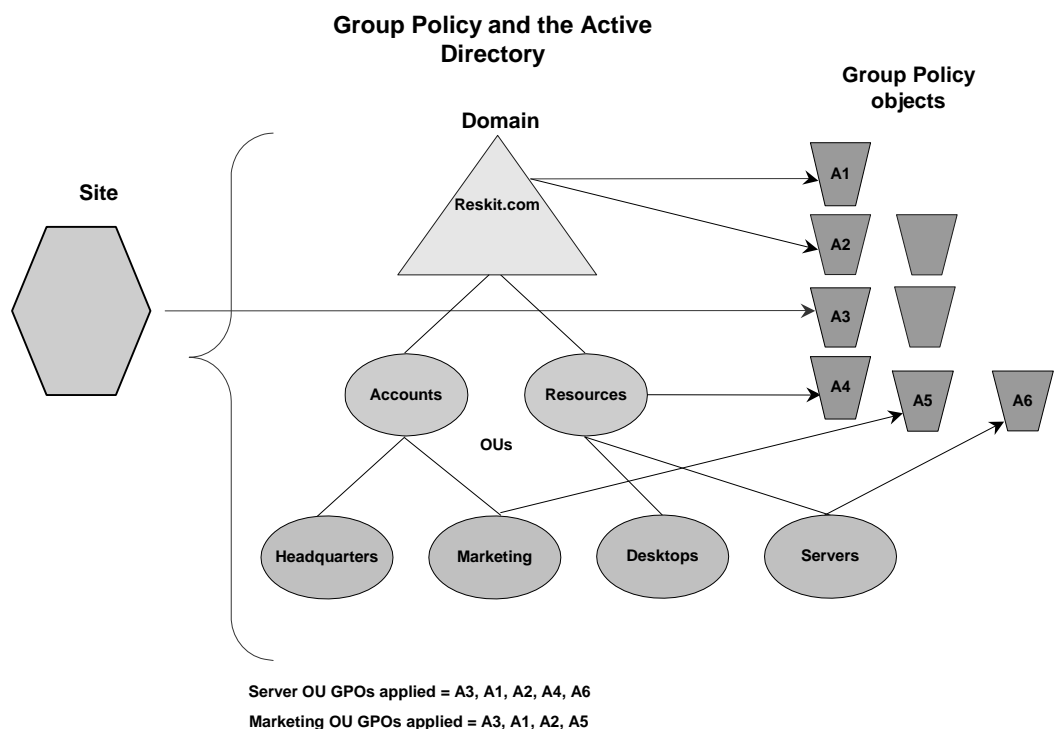 Group Policy and the Active
Directory
Group Policy
objects
Domain
Site
Reskit.com
A1
A2
A3
A4
A5
A6
Accounts
Resources
OUs
Headquarters
Marketing
Desktops
Servers
Server OU GPOs applied = A3, A1, A2, A4, A6
Marketing OU GPOs applied = A3, A1, A2, A5